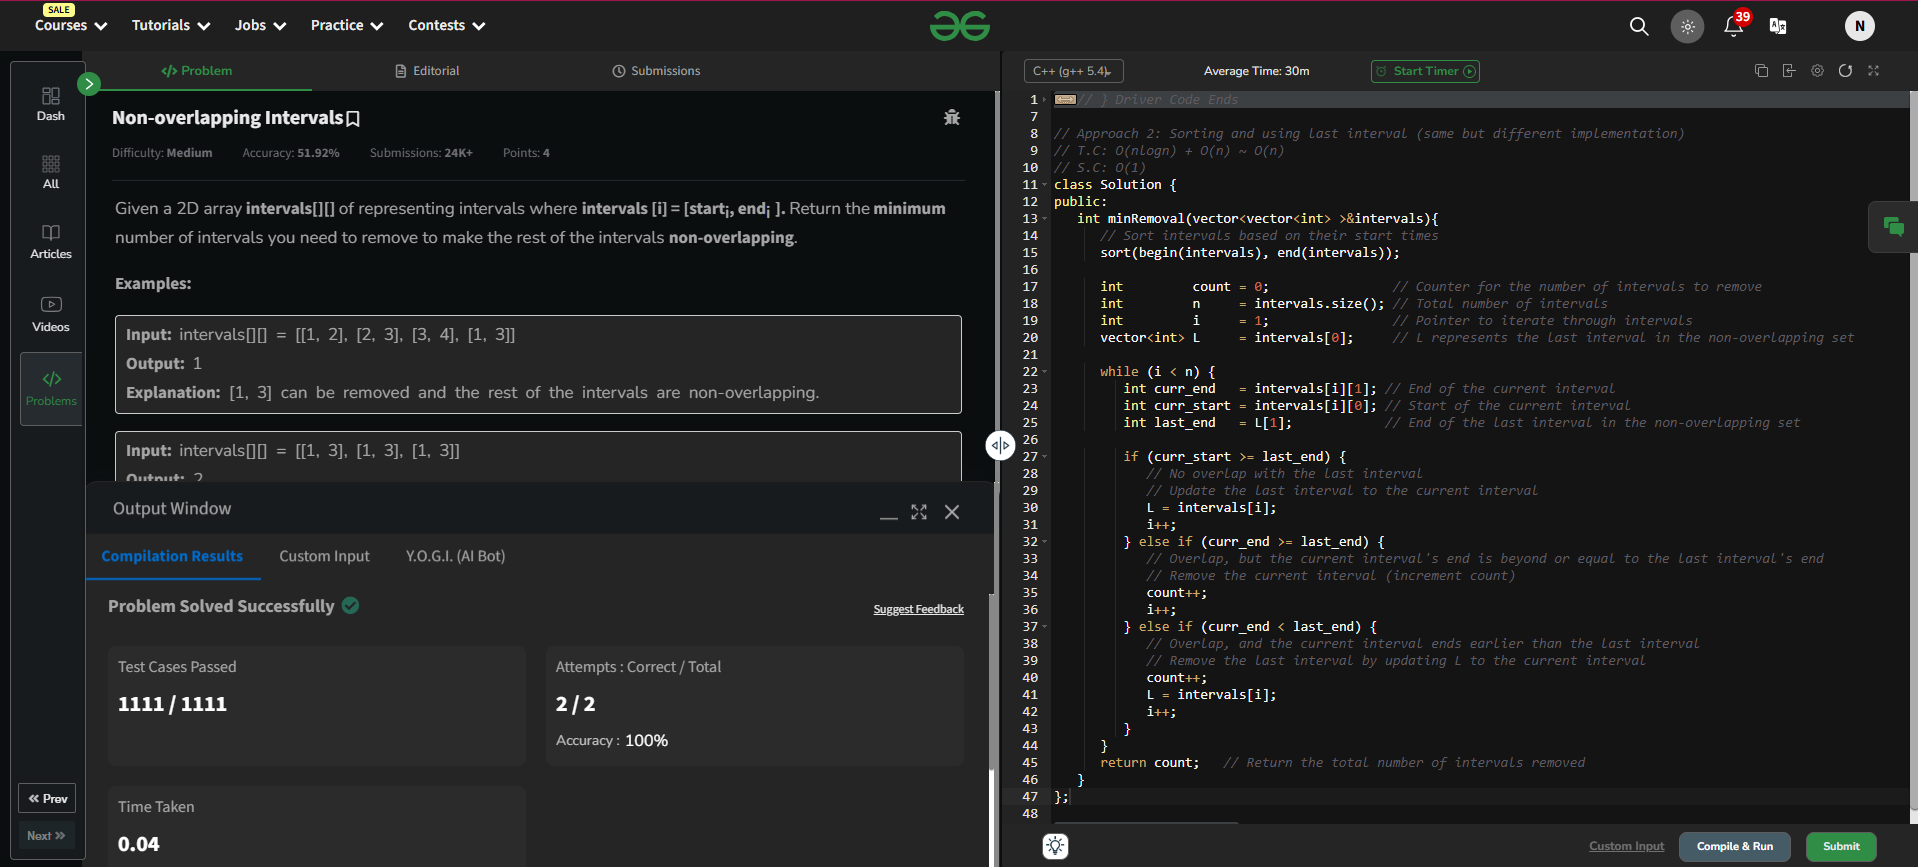 SALE
Courses
Tutorials
Jobs
Practice
Contests
39
N
Dash
All
Articles
Videos
</>
Problems
« Prev
Next »
</> Problem
Editorial
Submissions
Non-overlapping Intervals
Difficulty: Medium Accuracy: 51.92% Submissions: 24K+ Points: 4
Given a 2D array intervals[][] of representing intervals where intervals [i] = [starti, endi ]. Return the minimum
number of intervals you need to remove to make the rest of the intervals non-overlapping.
Examples:
Input: intervals[][] = [[1, 2], [2, 3], [3, 4], [1, 3]]
Output: 1
Explanation: [1, 3] can be removed and the rest of the intervals are non-overlapping.
Input: intervals[][] = [[1, 3], [1, 3], [1, 3]]
Output: 2
Output Window
Compilation Results
Custom Input
Y.O.G.I. (AI Bot)
Problem Solved Successfully
Suggest Feedback
Test Cases Passed
1111 / 1111
Attempts : Correct / Total
2 / 2
Accuracy : 100%
Time Taken
0.04
C++ (g++ 5.4)
Average Time: 30m
Start Timer
1 // } Driver Code Ends
7
8 // Approach 2: Sorting and using last interval (same but different implementation)
9 // T.C: O(nlogn) + O(n) ~ O(n)
10 // S.C: O(1)
11 class Solution {
12 public:
13 int minRemoval(vector<vector<int> >&intervals){
14 // Sort intervals based on their start times
15 sort(begin(intervals), end(intervals));
16
17 int count = 0; // Counter for the number of intervals to remove
18 int n = intervals.size(); // Total number of intervals
19 int i = 1; // Pointer to iterate through intervals
20 vector<int> L = intervals[0]; // L represents the last interval in the non-overlapping set
21
22 while (i < n) {
23 int curr_end = intervals[i][1]; // End of the current interval
24 int curr_start = intervals[i][0]; // Start of the current interval
25 int last_end = L[1]; // End of the last interval in the non-overlapping set
26
27 if (curr_start >= last_end) {
28 // No overlap with the last interval
29 // Update the last interval to the current interval
30 L = intervals[i];
31 i++;
32 } else if (curr_end >= last_end) {
33 // Overlap, but the current interval's end is beyond or equal to the last interval's end
34 // Remove the current interval (increment count)
35 count++;
36 i++;
37 } else if (curr_end < last_end) {
38 // Overlap, and the current interval ends earlier than the last interval
39 // Remove the last interval by updating L to the current interval
40 count++;
41 L = intervals[i];
42 i++;
43 }
44 }
45 return count; // Return the total number of intervals removed
46 }
47 };
48
Custom Input
Compile & Run
Submit